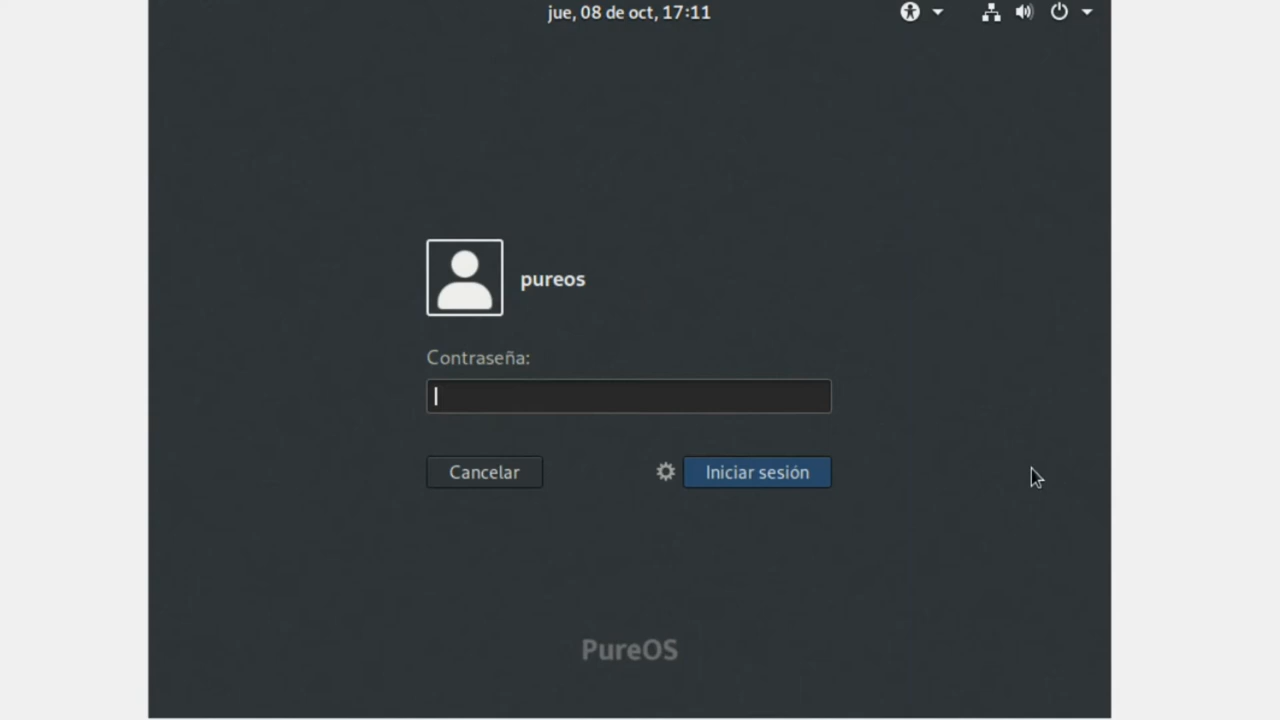 jue, 08 de oct, 17:11
pureos
Contraseña:
Cancelar
Iniciar sesión
PureOS